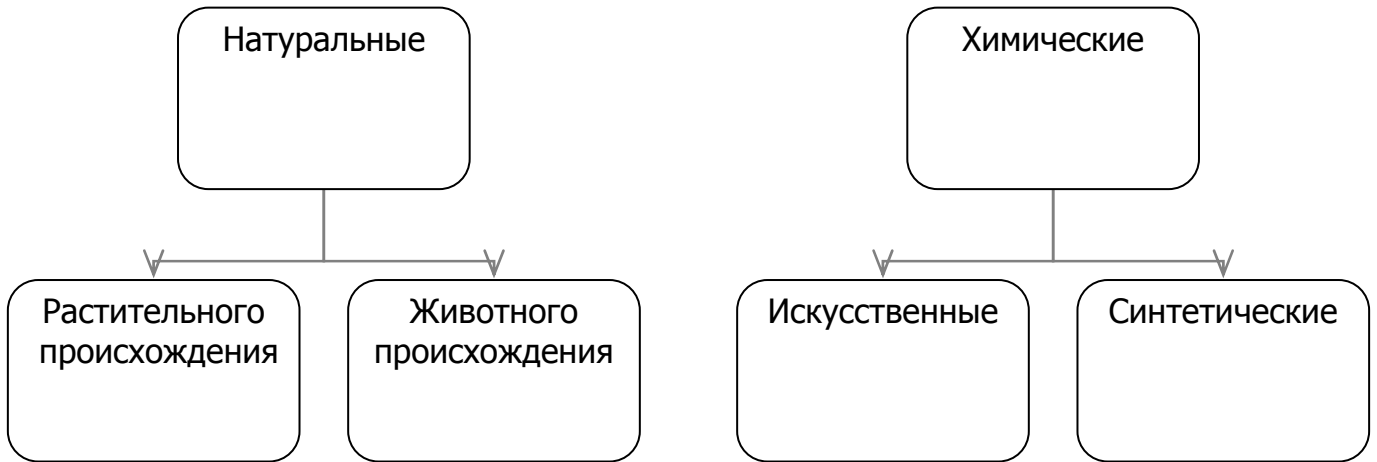 Натуральные
Химические
Растительного
происхождения
Животного
происхождения
Искусственные
Синтетические